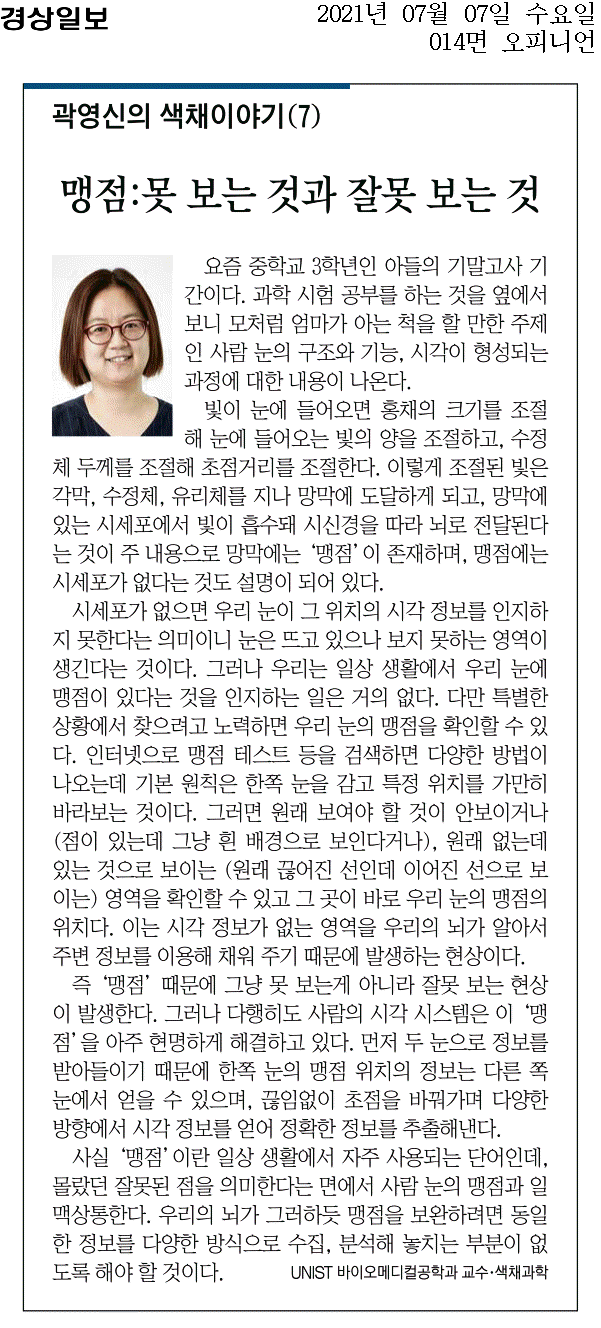 경상일보
2021년 07월 07일 수요일
014면 오피니언
곽영신의 색채이야기(7)
맹점:못 보는 것과 잘못 보는 것
요즘 중학교 3학년인 아들의 기말고사 기
간이다. 과학 시험 공부를 하는 것을 옆에서
보니 모처럼 엄마가 아는 척을 할 만한 주제
인 사람 눈의 구조와 기능, 시각이 형성되는
과정에 대한 내용이 나온다.
빛이 눈에 들어오면 홍채의 크기를 조절
해 눈에 들어오는 빛의 양을 조절하고, 수정
체 두께를 조절해 초점거리를 조절한다. 이렇게 조절된 빛은
각막, 수정체, 유리체를 지나 망막에 도달하게 되고, 망막에
있는 시세포에서 빛이 흡수돼 시신경을 따라 뇌로 전달된다
는 것이 주 내용으로 망막에는 ‘맹점’이 존재하며, 맹점에는
시세포가 없다는 것도 설명이 되어 있다.
시세포가 없으면 우리 눈이 그 위치의 시각 정보를 인지하
지 못한다는 의미이니 눈은 뜨고 있으나 보지 못하는 영역이
생긴다는 것이다. 그러나 우리는 일상 생활에서 우리 눈에
맹점이 있다는 것을 인지하는 일은 거의 없다. 다만 특별한
상황에서 찾으려고 노력하면 우리 눈의 맹점을 확인할 수 있
다. 인터넷으로 맹점 테스트 등을 검색하면 다양한 방법이
나오는데 기본 원칙은 한쪽 눈을 감고 특정 위치를 가만히
바라보는 것이다. 그러면 원래 보여야 할 것이 안보이거나
(점이 있는데 그냥 흰 배경으로 보인다거나), 원래 없는데
있는 것으로 보이는 (원래 끊어진 선인데 이어진 선으로 보
이는) 영역을 확인할 수 있고 그 곳이 바로 우리 눈의 맹점의
위치다. 이는 시각 정보가 없는 영역을 우리의 뇌가 알아서
주변 정보를 이용해 채워 주기 때문에 발생하는 현상이다.
즉 ‘맹점’ 때문에 그냥 못 보는게 아니라 잘못 보는 현상
이 발생한다. 그러나 다행히도 사람의 시각 시스템은 이 ‘맹
점’을 아주 현명하게 해결하고 있다. 먼저 두 눈으로 정보를
받아들이기 때문에 한쪽 눈의 맹점 위치의 정보는 다른 쪽
눈에서 얻을 수 있으며, 끊임없이 초점을 바꿔가며 다양한
방향에서 시각 정보를 얻어 정확한 정보를 추출해낸다.
사실 ‘맹점’이란 일상 생활에서 자주 사용되는 단어인데,
몰랐던 잘못된 점을 의미한다는 면에서 사람 눈의 맹점과 일
맥상통한다. 우리의 뇌가 그러하듯 맹점을 보완하려면 동일
한 정보를 다양한 방식으로 수집, 분석해 놓치는 부분이 없
도록 해야 할 것이다. UNIST 바이오메디컬공학과 교수·색채과학